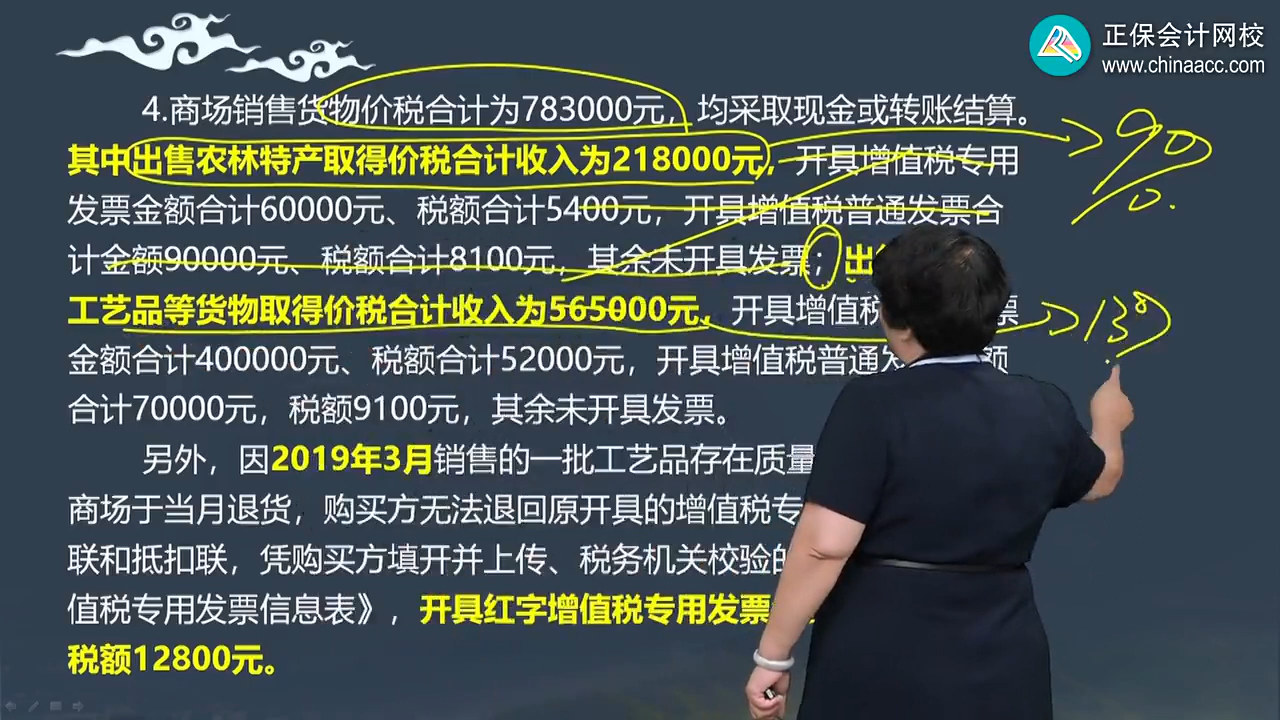 正保会计网校
www.chinaacc.com
4.商场销售货物价税合计为783000元，均采取现金或转账结算。
其中出售农林特产取得价税合计收入为218000元，开具增值税专用
发票金额合计60000元、税额合计5400元，开具增值税普通发票合
计金额90000元、税额合计8100元，其余未开具发票；出
工艺品等货物取得价税合计收入为565000元，开具增值税 票
金额合计400000元、税额合计52000元，开具增值税普通发 额
合计70000元，税额9100元，其余未开具发票。
另外，因2019年3月销售的一批工艺品存在质量
商场于当月退货，购买方无法退回原开具的增值税专
联和抵扣联，凭购买方填开并上传、税务机关校验的
值税专用发票信息表》，开具红字增值税专用发票
税额12800元。